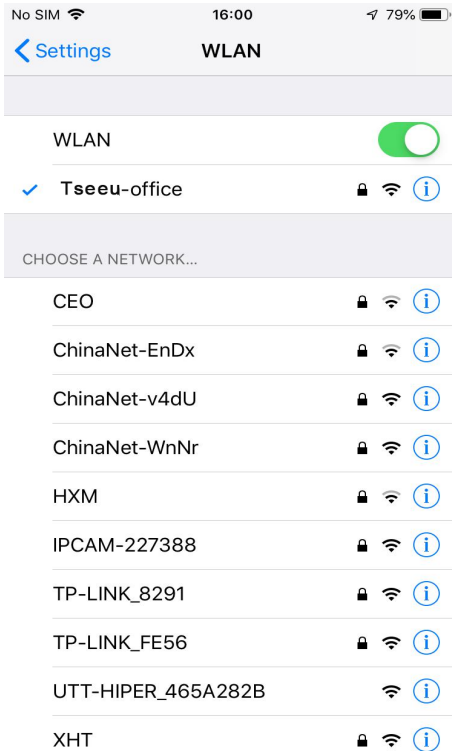 No SIM 16:00 79%
Settings WLAN
WLAN
Tseeu-office
CHOOSE A NETWORK...
CEO
ChinaNet-EnDx
ChinaNet-v4dU
ChinaNet-WnNr
HXM
IPCAM-227388
TP-LINK_8291
TP-LINK_FE56
UTT-HIPER_465A282B
XHT